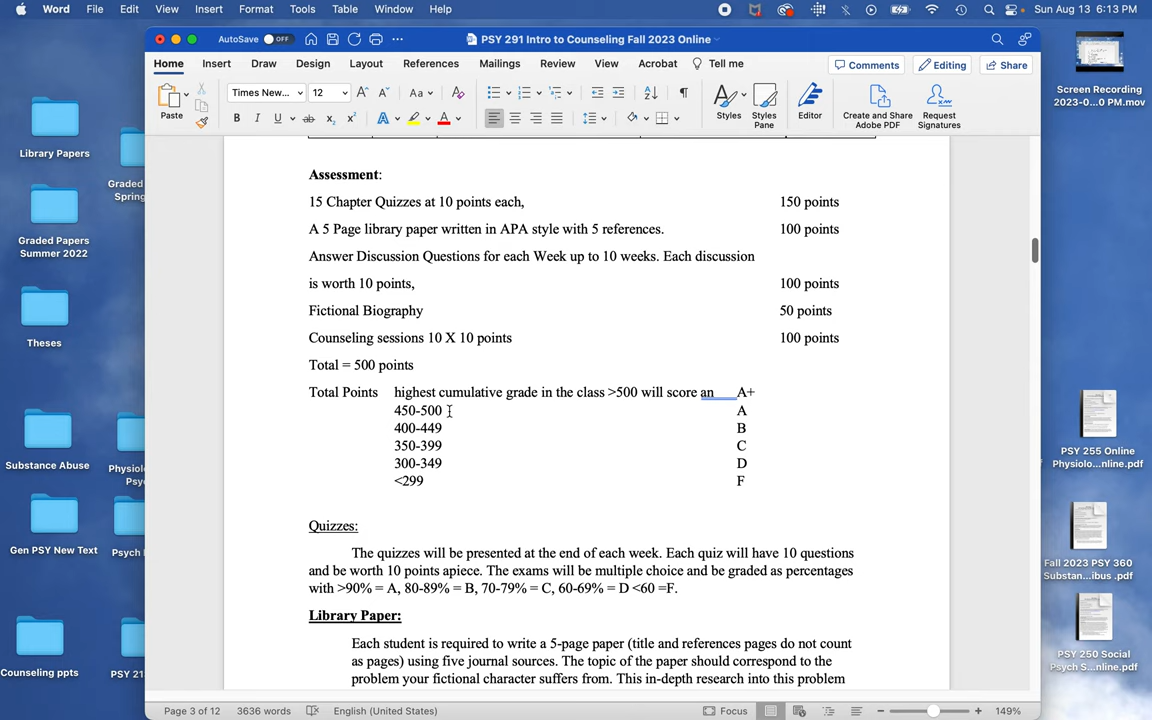 Word File Edit View Insert Format Tools Table Window Help Sun Aug 13 6:13 PM
AutoSave OFF PSY 291 Intro to Counseling Fall 2023 Online
Home Insert Draw Design Layout References Mailings Review View Acrobat Tell me Comments Editing Share
Paste Times New... 12 Aa Styles Styles Pane Editor Create and Share Adobe PDF Request Signatures
Library Papers
Graded
Spring
Graded Papers
Summer 2022
Theses
Substance Abuse
Physiol
Psy
Gen PSY New Text
Psych
Counseling ppts
PSY 21
Assessment:
15 Chapter Quizzes at 10 points each, 150 points
A 5 Page library paper written in APA style with 5 references. 100 points
Answer Discussion Questions for each Week up to 10 weeks. Each discussion
is worth 10 points, 100 points
Fictional Biography 50 points
Counseling sessions 10 X 10 points 100 points
Total = 500 points
Total Points highest cumulative grade in the class >500 will score an A+
450-500 A
400-449 B
350-399 C
300-349 D
<299 F
Quizzes:
The quizzes will be presented at the end of each week. Each quiz will have 10 questions
and be worth 10 points apiece. The exams will be multiple choice and be graded as percentages
with >90% = A, 80-89% = B, 70-79% = C, 60-69% = D <60 =F.
Library Paper:
Each student is required to write a 5-page paper (title and references pages do not count
as pages) using five journal sources. The topic of the paper should correspond to the
problem your fictional character suffers from. This in-depth research into this problem
Screen Recording
2023-0...0 PM.mov
PSY 255 Online
Physiolo...nline.pdf
Fall 2023 PSY 360
Substan...ibus .pdf
PSY 250 Social
Psych S...nline.pdf
Page 3 of 12 3636 words English (United States) Focus 149%